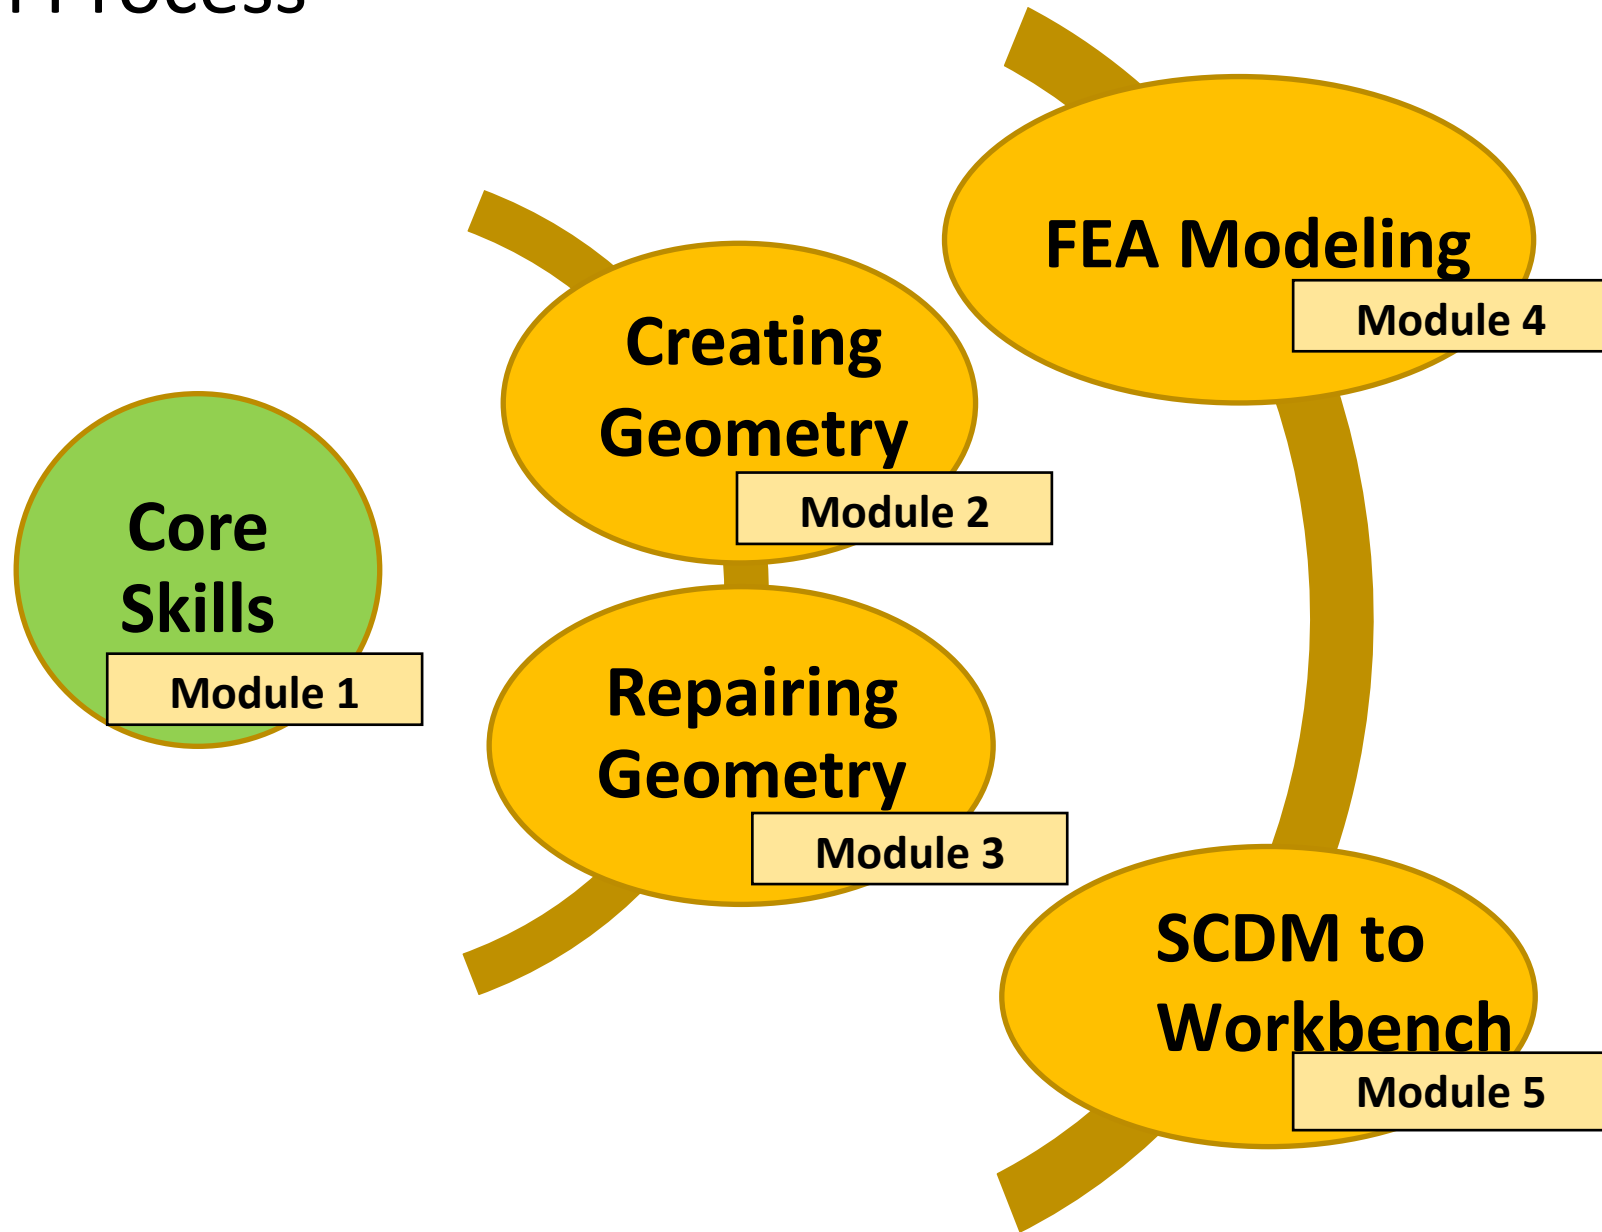 Process
Core
Skills
Module 1
Creating
Geometry
Module 2
Repairing
Geometry
Module 3
FEA Modeling
Module 4
SCDM to
Workbench
Module 5